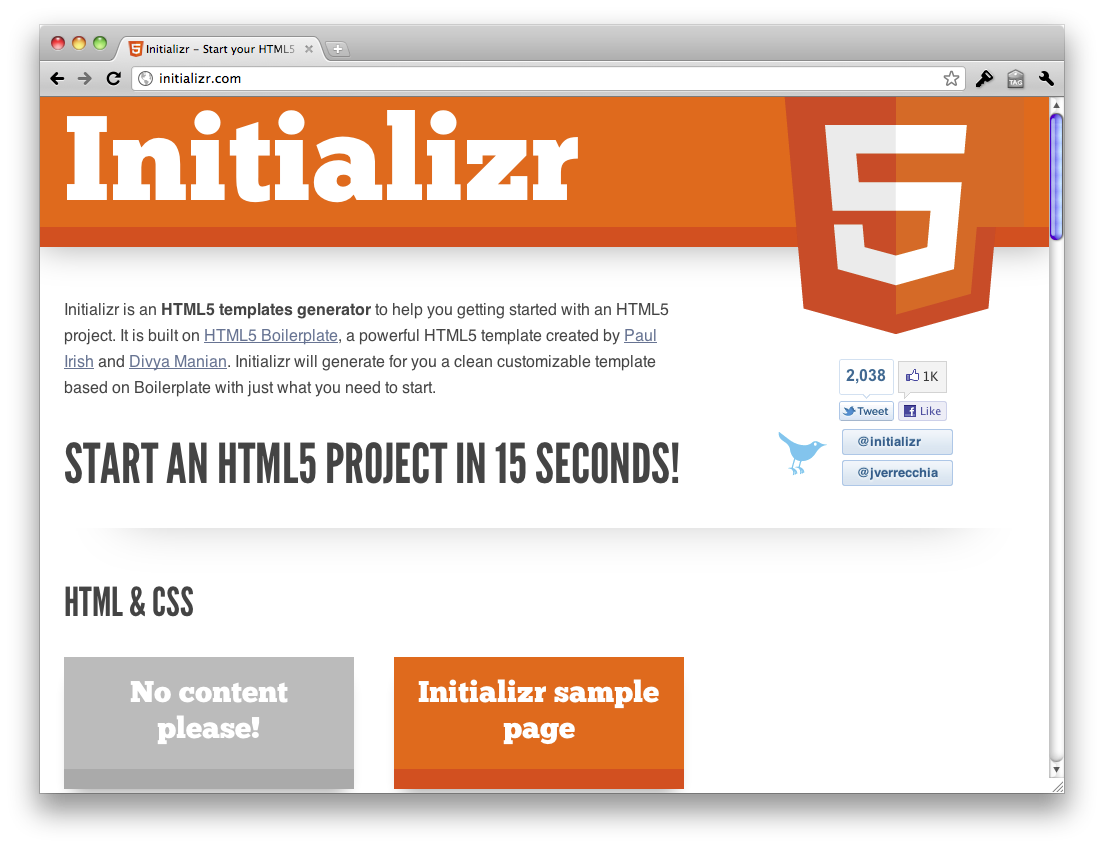 Initializr – Start your HTML5
initializr.com
TAG
Initializr
5
Initializr is an HTML5 templates generator to help you getting started with an HTML5
project. It is built on HTML5 Boilerplate, a powerful HTML5 template created by Paul
Irish and Divya Manian. Initializr will generate for you a clean customizable template
based on Boilerplate with just what you need to start.
2,038 1K
Tweet Like
@initializr
@jverrecchia
START AN HTML5 PROJECT IN 15 SECONDS!
HTML & CSS
No content
please!
Initializr sample
page